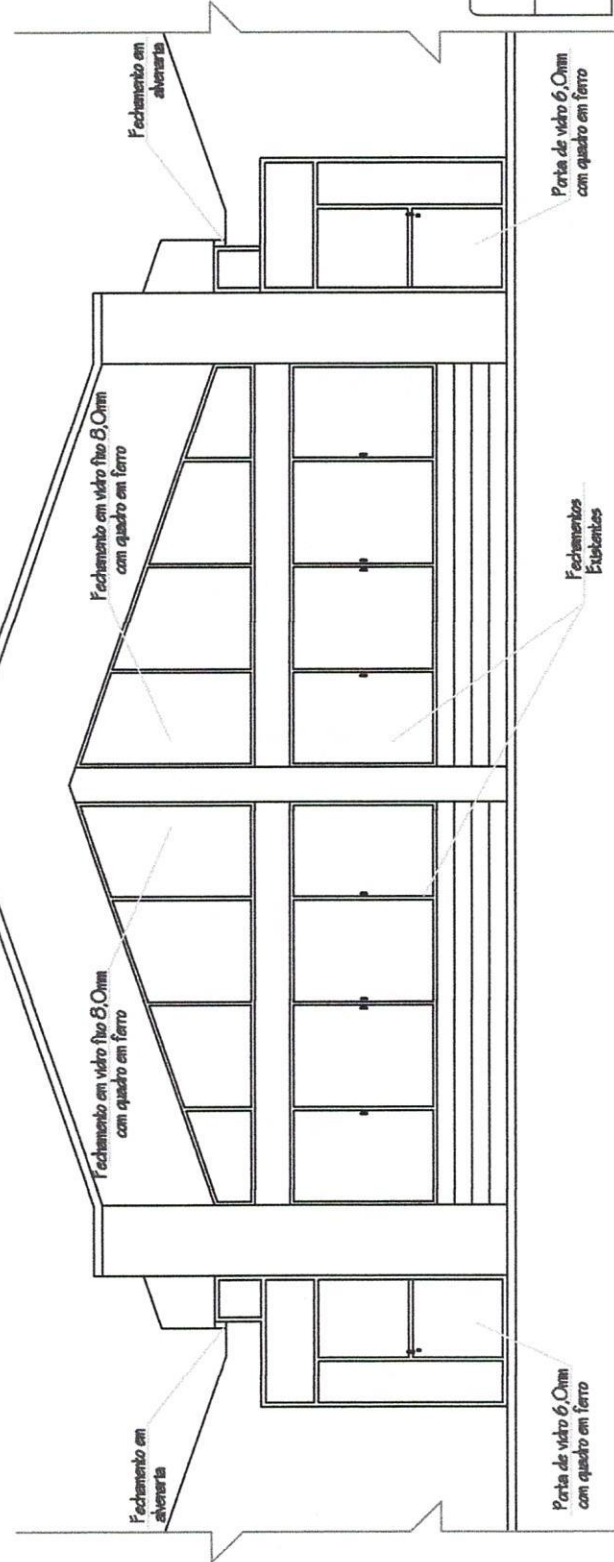 Fechamento em
alvenaria
Fechamento em vidro fixo 8,0mm
com quadro em ferro
Fechamento em vidro fixo 8,0mm
com quadro em ferro
Fechamento em
alvenaria
Porta de vidro 6,0mm
com quadro em ferro
Fechamentos
Existentes
Porta de vidro 6,0mm
com quadro em ferro